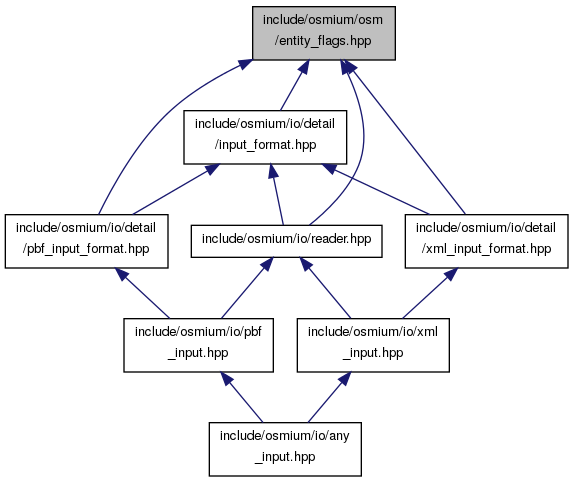 include/osmium/osm
/entity_flags.hpp
include/osmium/io/detail
/input_format.hpp
include/osmium/io/detail
/pbf_input_format.hpp
include/osmium/io/reader.hpp
include/osmium/io/detail
/xml_input_format.hpp
include/osmium/io/pbf
_input.hpp
include/osmium/io/xml
_input.hpp
include/osmium/io/any
_input.hpp